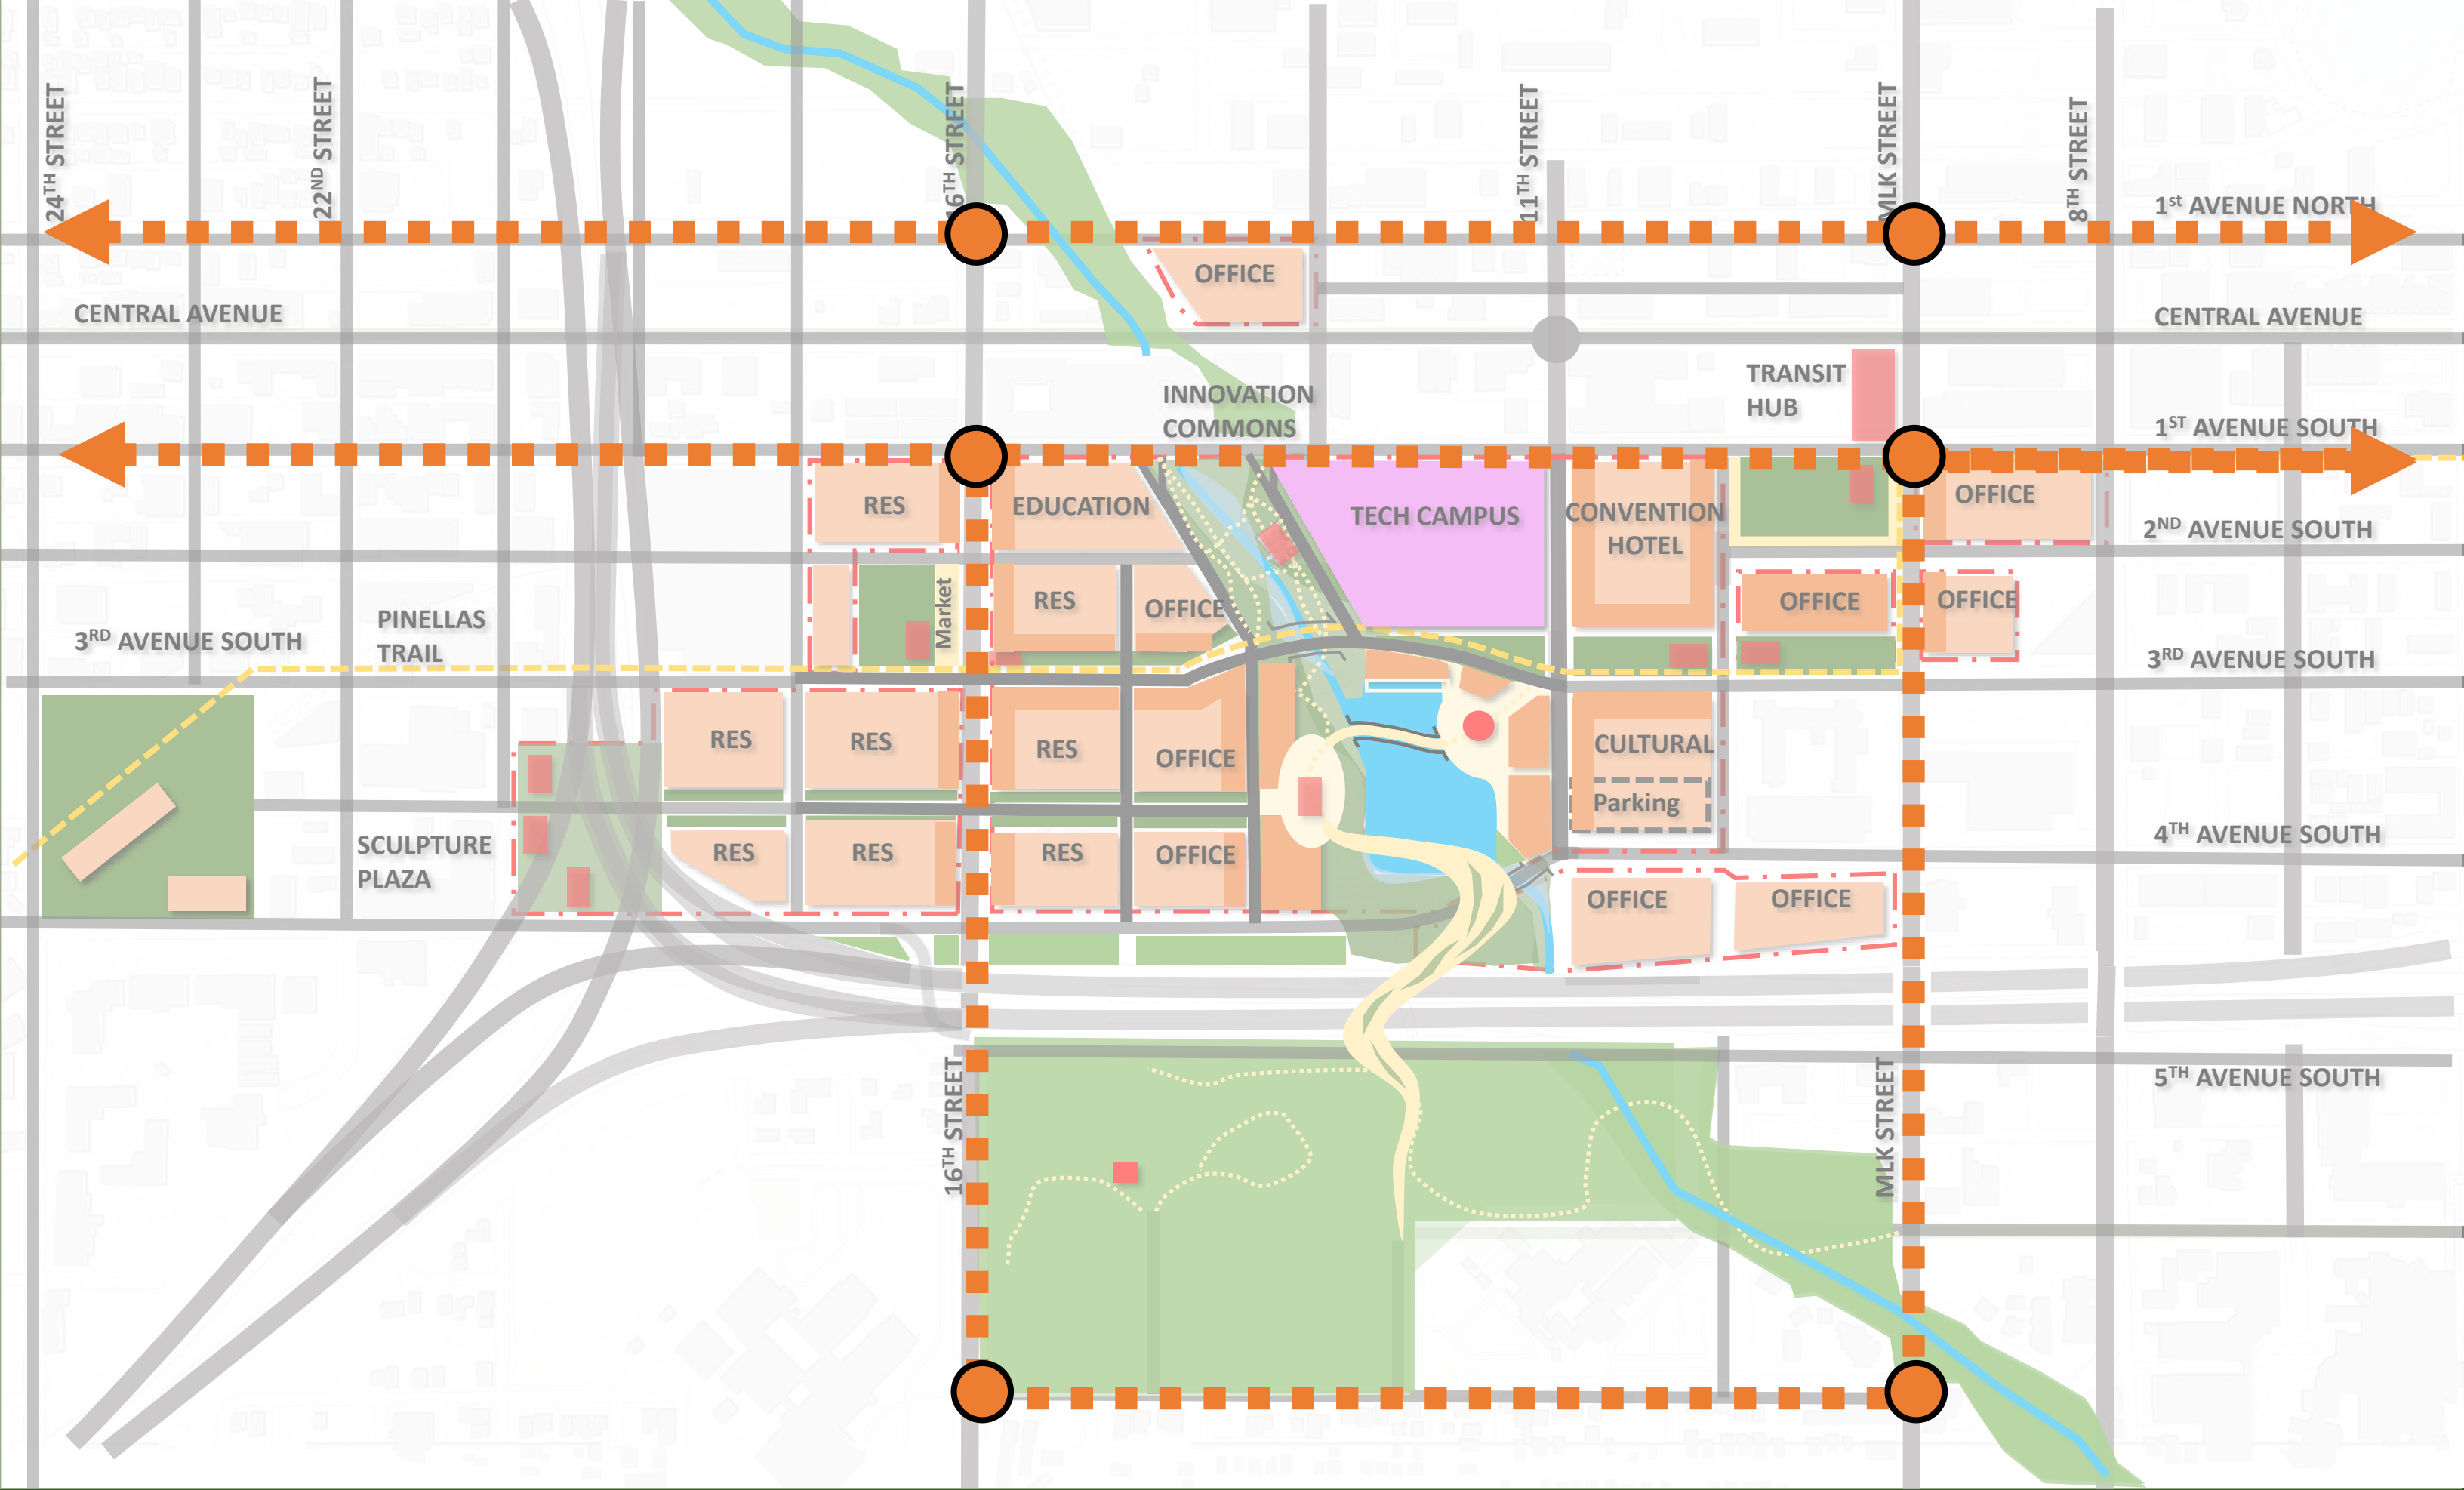 24TH STREET
22ND STREET
16TH STREET
11TH STREET
MLK STREET
8TH STREET
1st AVENUE NORTH
OFFICE
CENTRAL AVENUE
CENTRAL AVENUE
TRANSIT
HUB
INNOVATION
COMMONS
1ST AVENUE SOUTH
RES
EDUCATION
TECH CAMPUS
CONVENTION
HOTEL
OFFICE
2ND AVENUE SOUTH
Market
RES
OFFICE
OFFICE
OFFICE
PINELLAS
TRAIL
3RD AVENUE SOUTH
3RD AVENUE SOUTH
RES
RES
RES
OFFICE
CULTURAL
Parking
SCULPTURE
PLAZA
RES
RES
RES
OFFICE
4TH AVENUE SOUTH
OFFICE
OFFICE
16TH STREET
MLK STREET
5TH AVENUE SOUTH